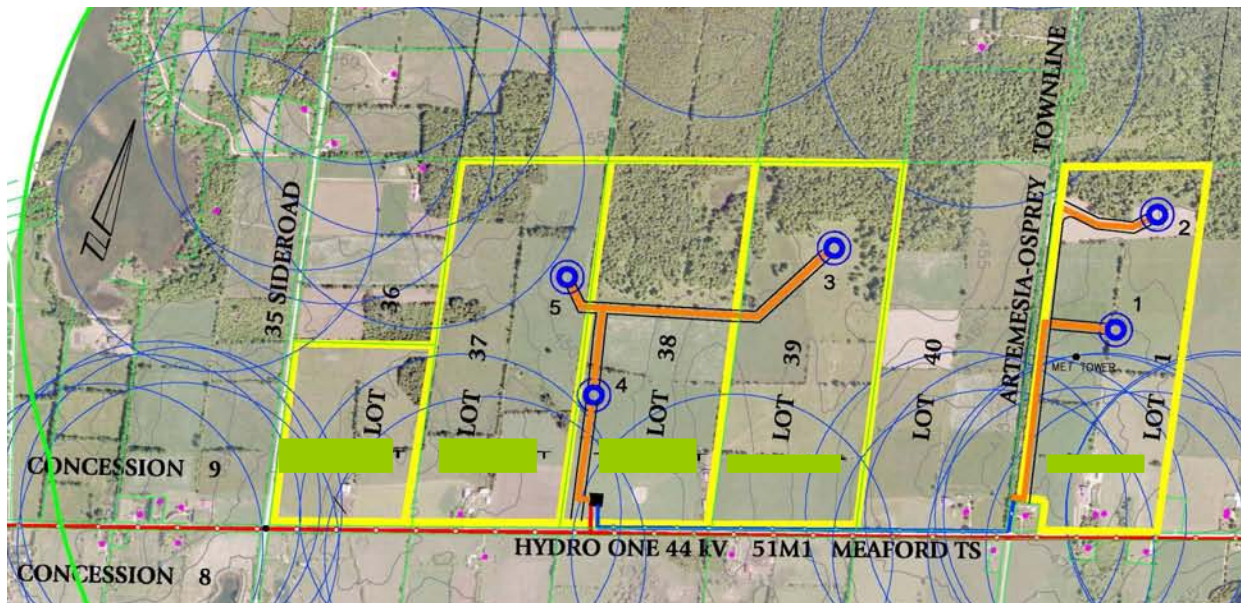 ARTEMESIA-OSPREY TOWNLINE
35 SIDEROAD
2
3
5
1
4
MET TOWER
LOT 36
LOT 37
LOT 38
LOT 39
LOT 40
LOT 1
CONCESSION 9
HYDRO ONE 44 kV 51M1 MEAFORD TS
CONCESSION 8